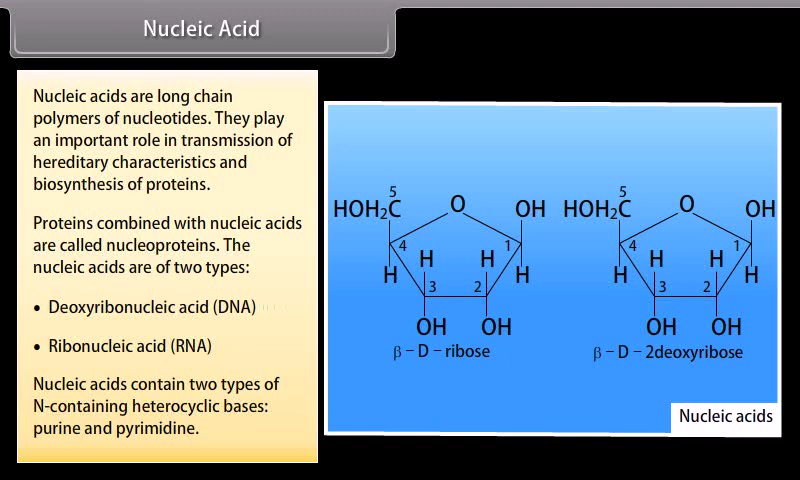 Nucleic Acid
Nucleic acids are long chain
polymers of nucleotides. They play
an important role in transmission of
hereditary characteristics and
biosynthesis of proteins.
Proteins combined with nucleic acids
are called nucleoproteins. The
nucleic acids are of two types:
• Deoxyribonucleic acid (DNA)
• Ribonucleic acid (RNA)
Nucleic acids contain two types of
N-containing heterocyclic bases:
purine and pyrimidine.
5
HOH₂C O OH
4 1
H H H H
3 2
OH OH
β – D – ribose
5
HOH₂C O OH
4 1
H H H H
3 2
OH OH
β – D – 2deoxyribose
Nucleic acids